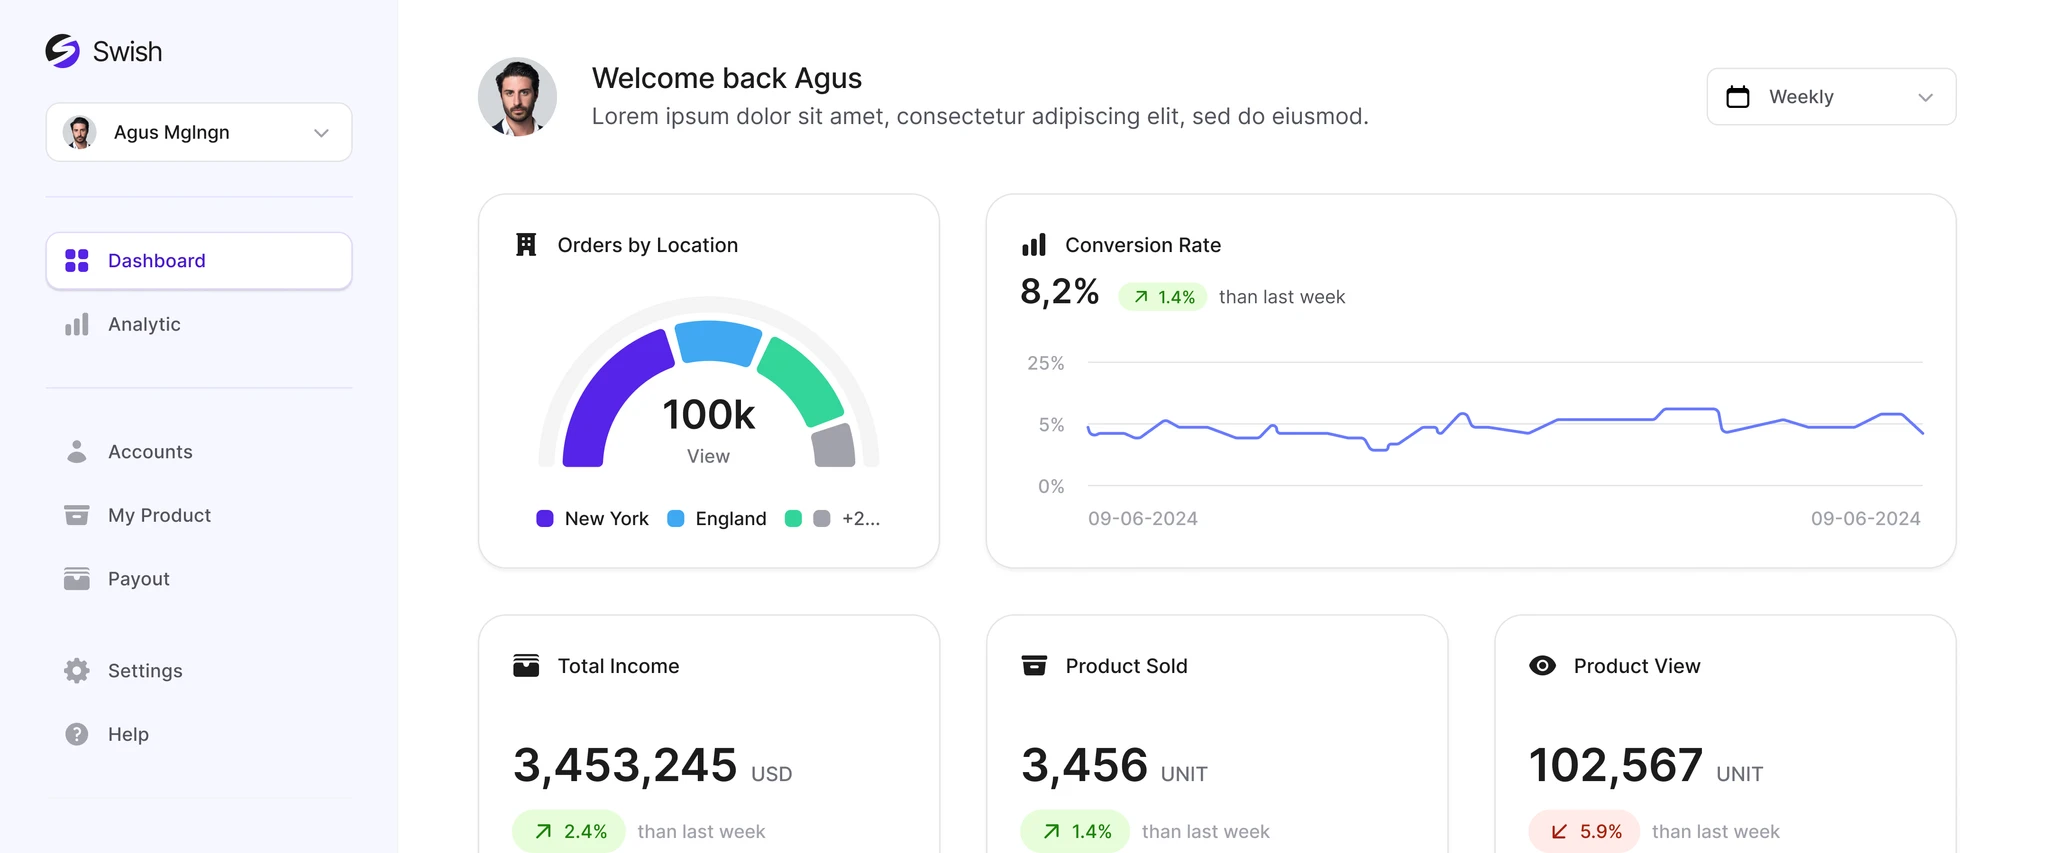 Swish
Agus Mglngn
Dashboard
Analytic
Accounts
My Product
Payout
Settings
Help
Welcome back Agus
Lorem ipsum dolor sit amet, consectetur adipiscing elit, sed do eiusmod.
Weekly
Orders by Location
100k
View
New York England +2...
Conversion Rate
8,2% 1.4% than last week
25%
5%
0%
09-06-2024 09-06-2024
Total Income
3,453,245 USD
2.4% than last week
Product Sold
3,456 UNIT
1.4% than last week
Product View
102,567 UNIT
5.9% than last week